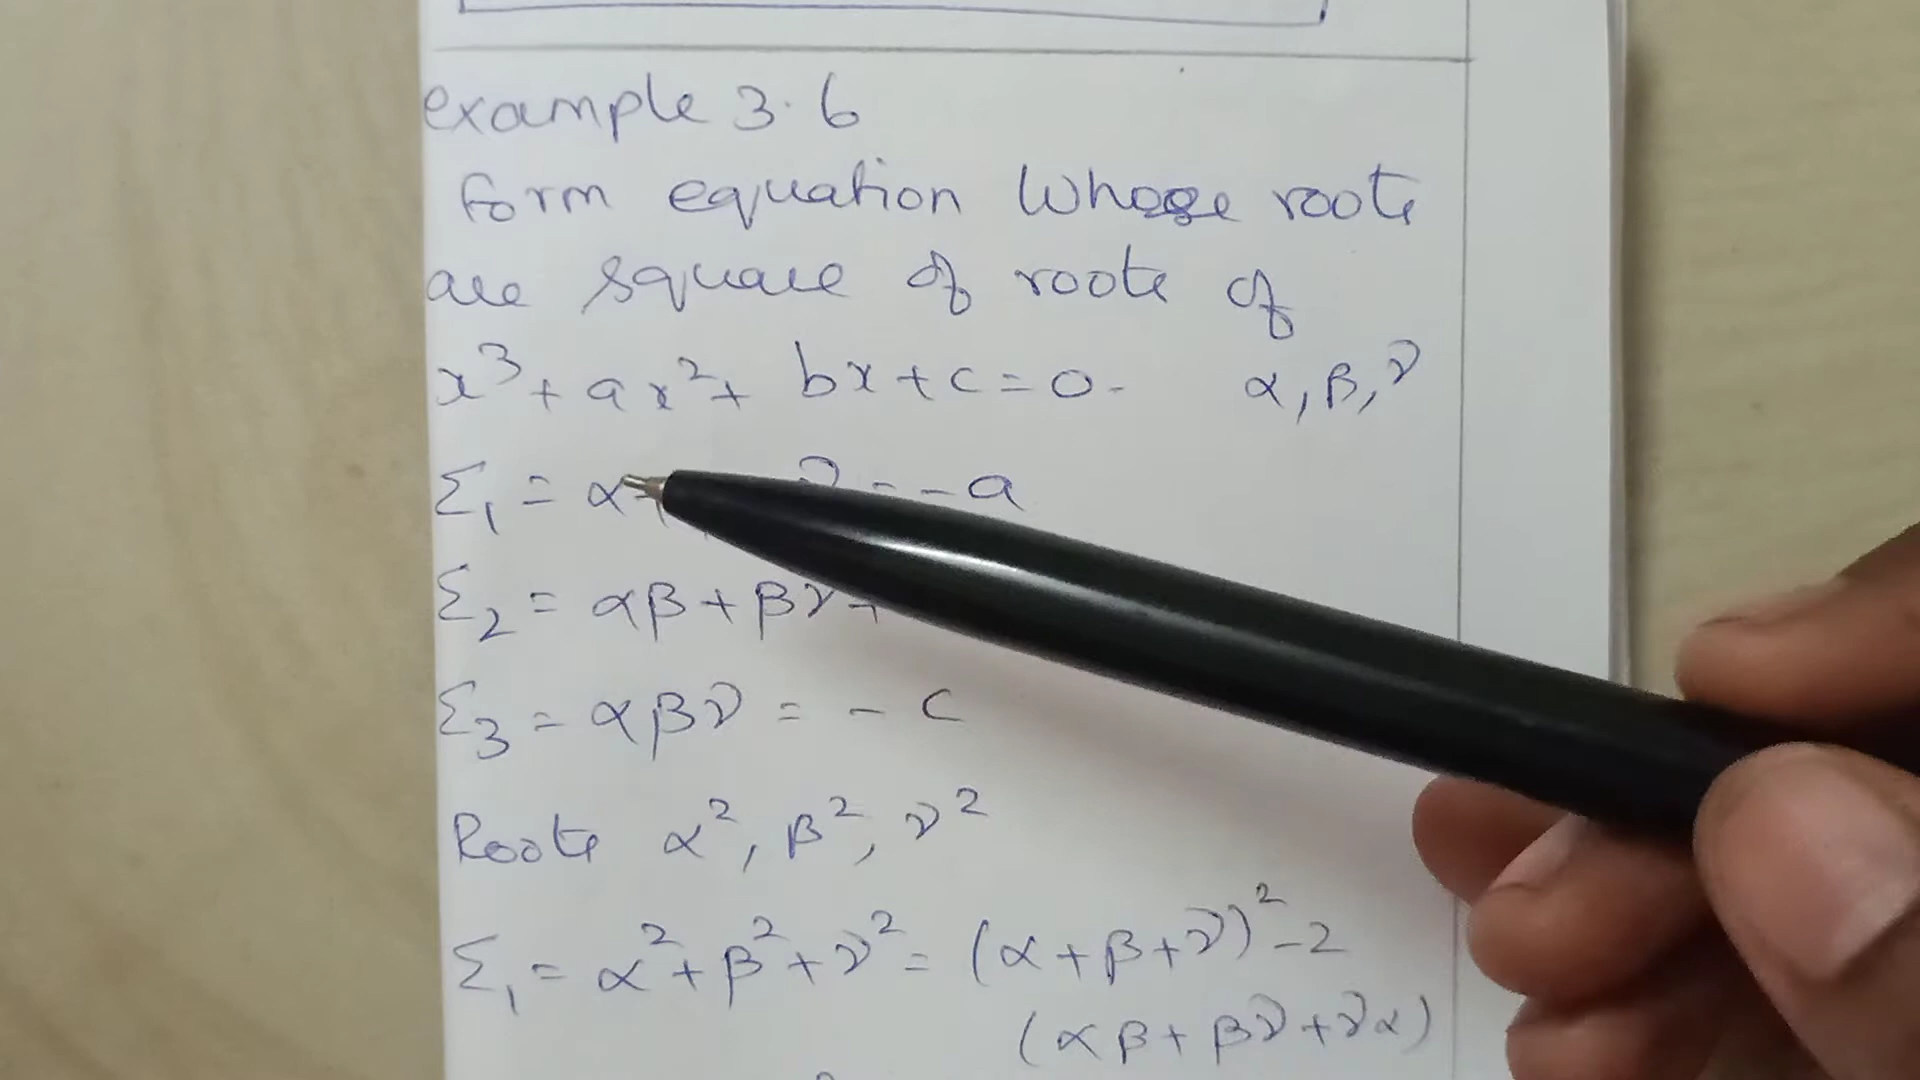 example 3.6
Form equation Whose roots
are square of roots of
x³ + ax² + bx + c = 0 α, β, γ
Σ₁ = α γ = -a
Σ₂ = αβ + βγ +
Σ₃ = αβγ = - c
Roots α², β², γ²
Σ₁ = α² + β² + γ² = (α + β + γ)² - 2
(αβ + βγ + γα)